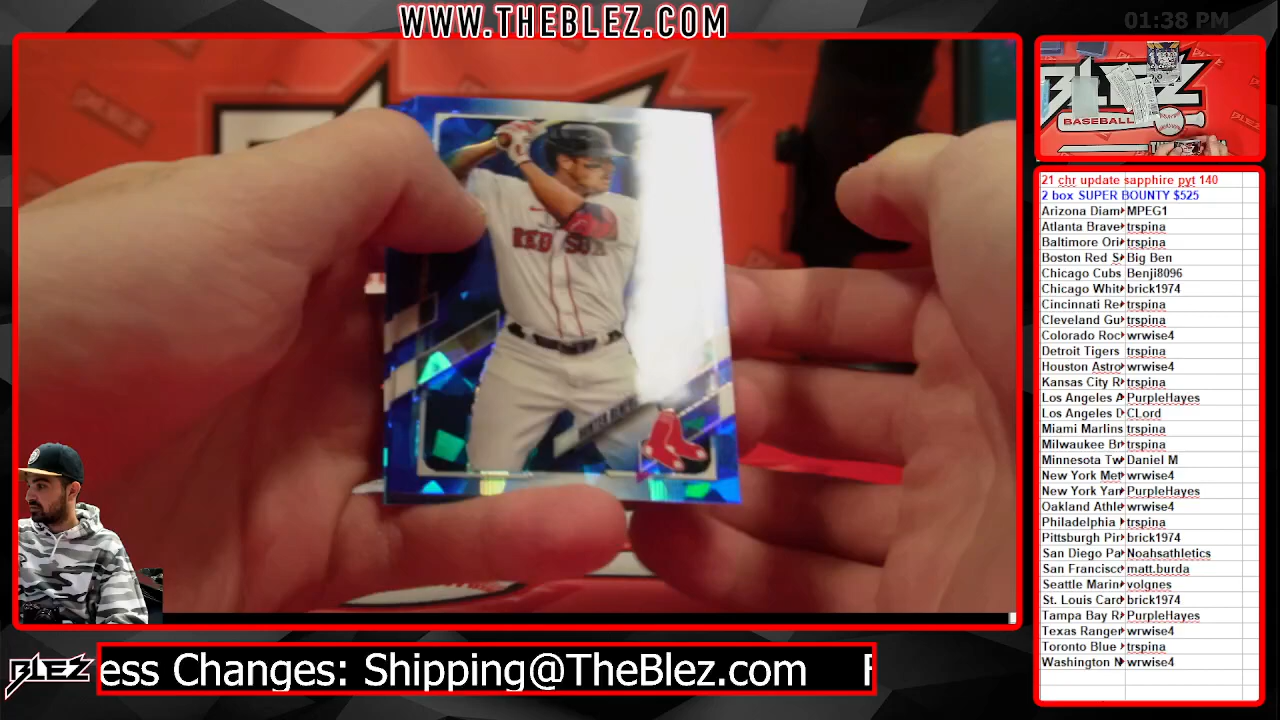 WWW.THEBLEZ.COM
01:38 PM
RED SOX
BLEZ
BASEBALL
21 chr update sapphire pyt 140
2 box SUPER BOUNTY $525
Arizona Diam MPEG1
Atlanta Brave trspina
Baltimore Ori trspina
Boston Red S Big Ben
Chicago Cubs Benji8096
Chicago Whit brick1974
Cincinnati Re trspina
Cleveland Gu trspina
Colorado Roc wrwise4
Detroit Tigers trspina
Houston Astro wrwise4
Kansas City R trspina
Los Angeles A PurpleHayes
Los Angeles D CLord
Miami Marlins trspina
Milwaukee Br trspina
Minnesota Tw Daniel M
New York Met wrwise4
New York Yan PurpleHayes
Oakland Athle wrwise4
Philadelphia trspina
Pittsburgh Pir brick1974
San Diego Pa Noahsathletics
San Francisco matt.burda
Seattle Marin volgnes
St. Louis Card brick1974
Tampa Bay R PurpleHayes
Texas Ranger wrwise4
Toronto Blue trspina
Washington N wrwise4
BLEZ
ess Changes: Shipping@TheBlez.com